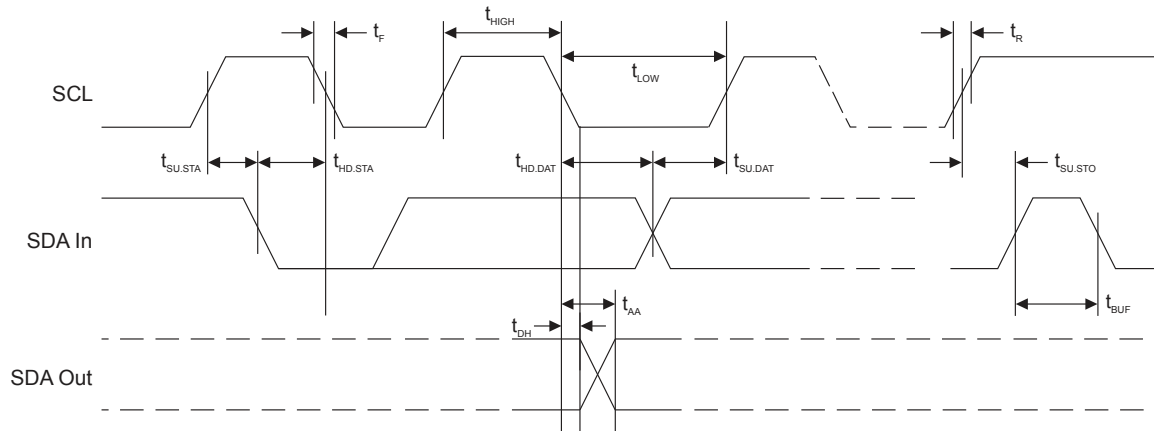 tHIGH
tF
tR
SCL
tLOW
tSU.STA
tHD.STA
tHD.DAT
tSU.DAT
tSU.STO
SDA In
tAA
tBUF
tDH
SDA Out